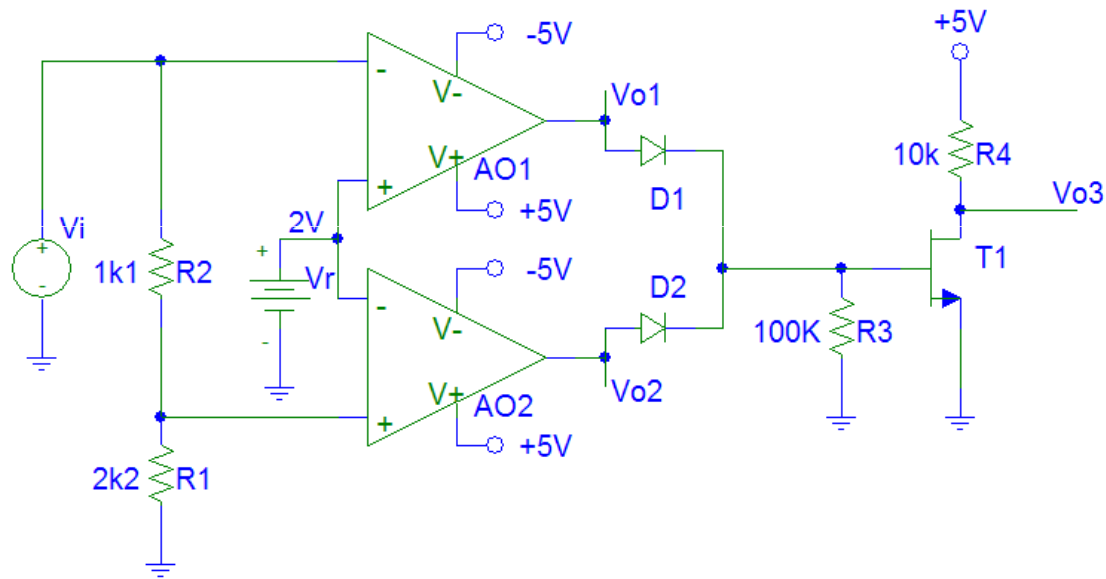 -5V
+5V
-
V-
Vo1
V+
AO1
10k
R4
+
D1
Vo3
+5V
2V
Vi
+
-
+
Vr
-5V
T1
1k1
R2
D2
-
V-
100K
R3
-
V+
Vo2
AO2
+
+5V
2k2
R1